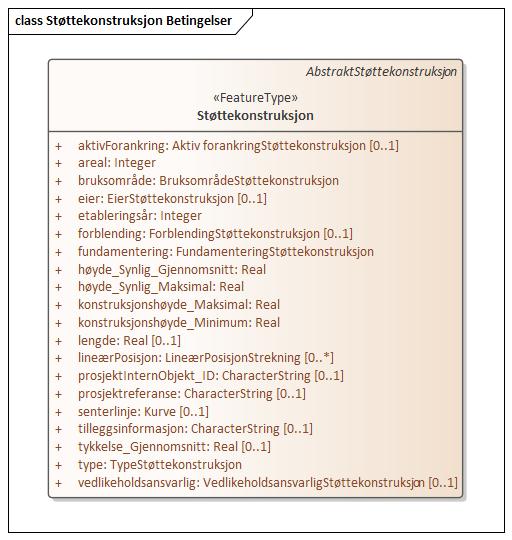 class Støttekonstruksjon Betingelser
AbstraktStøttekonstruksjon
«FeatureType»
Støttekonstruksjon
+ aktivForankring: Aktiv forankringStøttekonstruksjon [0..1]
+ areal: Integer
+ bruksområde: BruksområdeStøttekonstruksjon
+ eier: EierStøttekonstruksjon [0..1]
+ etableringsår: Integer
+ forblending: ForblendingStøttekonstruksjon [0..1]
+ fundamentering: FundamenteringStøttekonstruksjon
+ høyde_Synlig_Gjennomsnitt: Real
+ høyde_Synlig_Maksimal: Real
+ konstruksjonshøyde_Maksimal: Real
+ konstruksjonshøyde_Minimum: Real
+ lengde: Real [0..1]
+ lineærPosisjon: LineærPosisjonStrekning [0..*]
+ prosjektInternObjekt_ID: CharacterString [0..1]
+ prosjektreferanse: CharacterString [0..1]
+ senterlinje: Kurve [0..1]
+ tilleggsinformasjon: CharacterString [0..1]
+ tykkelse_Gjennomsnitt: Real [0..1]
+ type: TypeStøttekonstruksjon
+ vedlikeholdsansvarlig: VedlikeholdsansvarligStøttekonstruksjon [0..1]